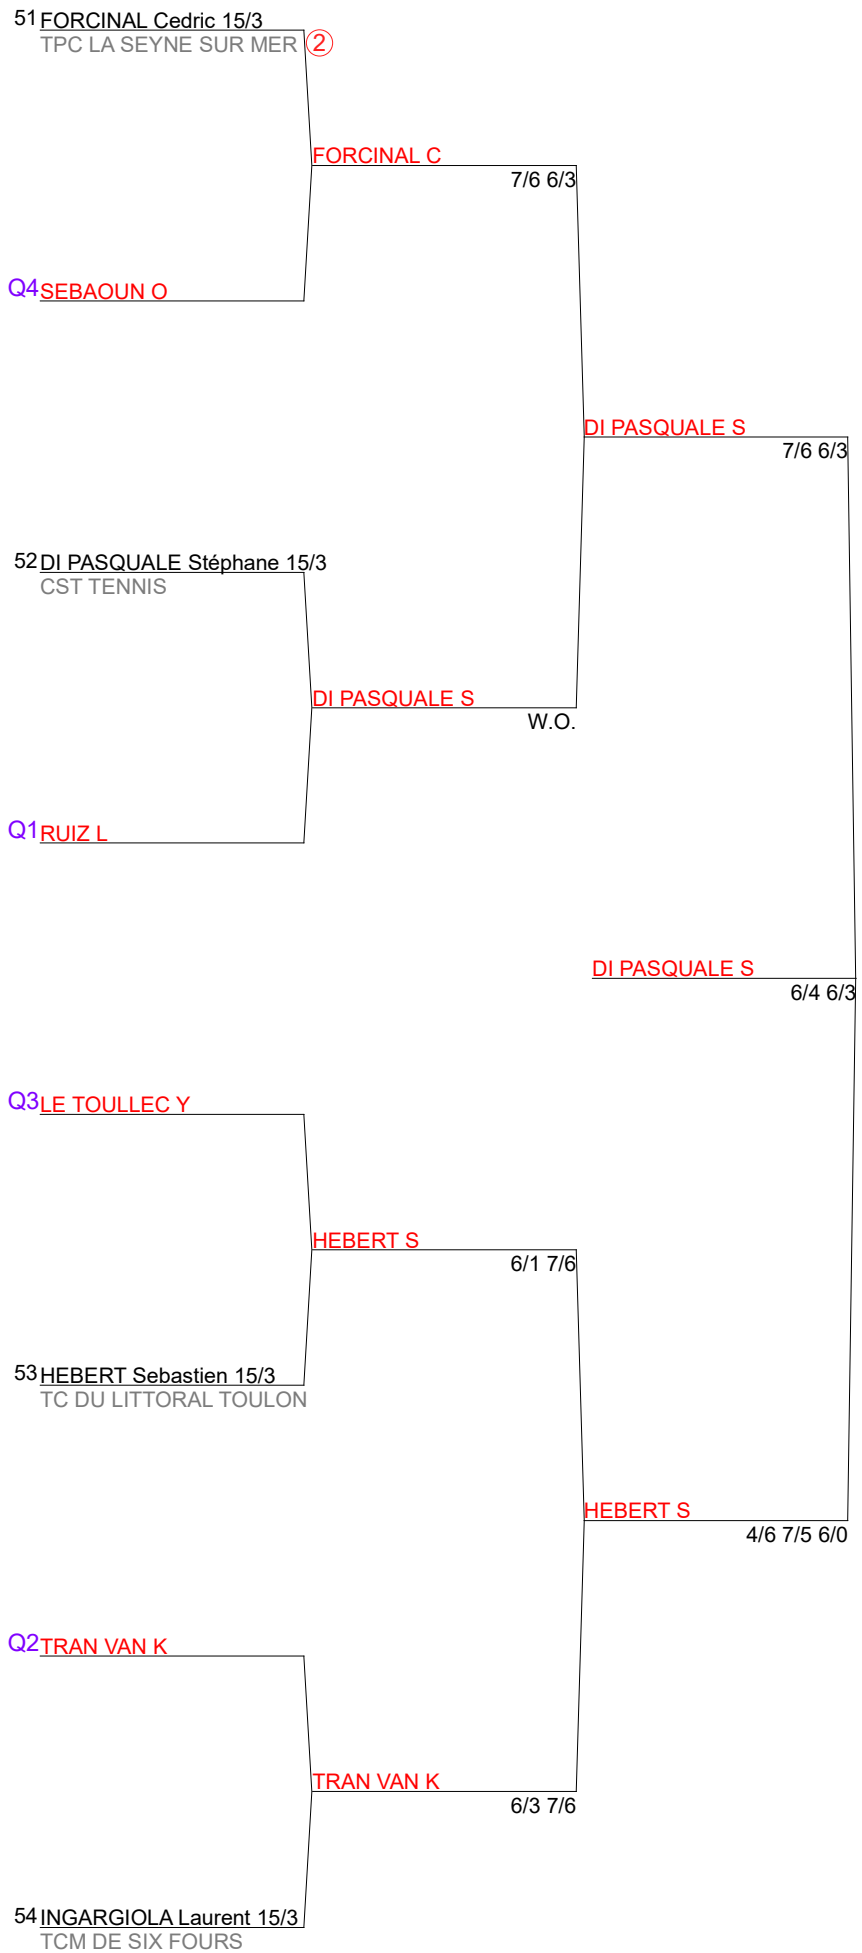 51 FORCINAL Cedric 15/3
TPC LA SEYNE SUR MER 2
FORCINAL C
7/6 6/3
Q4 SEBAOUN O
DI PASQUALE S
7/6 6/3
52 DI PASQUALE Stéphane 15/3
CST TENNIS
DI PASQUALE S
W.O.
Q1 RUIZ L
DI PASQUALE S
6/4 6/3
Q3 LE TOULLEC Y
HEBERT S
6/1 7/6
53 HEBERT Sebastien 15/3
TC DU LITTORAL TOULON
HEBERT S
4/6 7/5 6/0
Q2 TRAN VAN K
TRAN VAN K
6/3 7/6
54 INGARGIOLA Laurent 15/3
TCM DE SIX FOURS